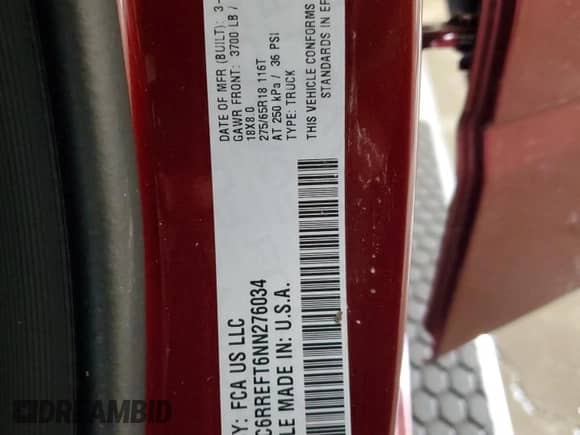 DATE OF MFR (BUILT): 3-
GAWR FRONT: 3700 LB /
18X8.0
275/65R18 116T
AT 250 kPa / 36 PSI
TYPE: TRUCK
THIS VEHICLE CONFORMS
STANDARDS IN EF
Y: FCA US LLC
C6RREFT6NN276034
LE MADE IN: U.S.A.
DREAMBID